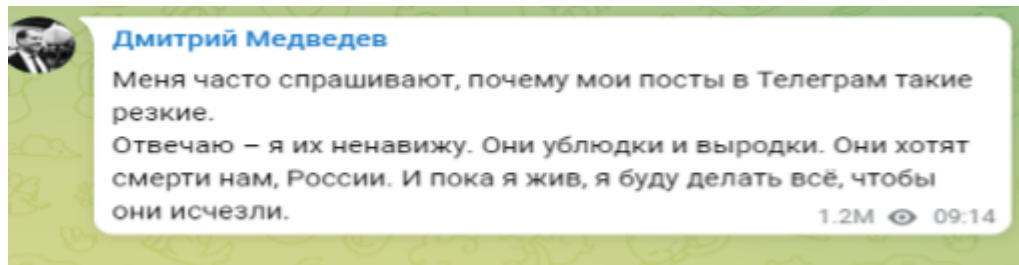 Дмитрий Медведев
Меня часто спрашивают, почему мои посты в Телеграм такие
резкие.
Отвечаю – я их ненавижу. Они ублюдки и выродки. Они хотят
смерти нам, России. И пока я жив, я буду делать всё, чтобы
они исчезли.
1.2M 09:14